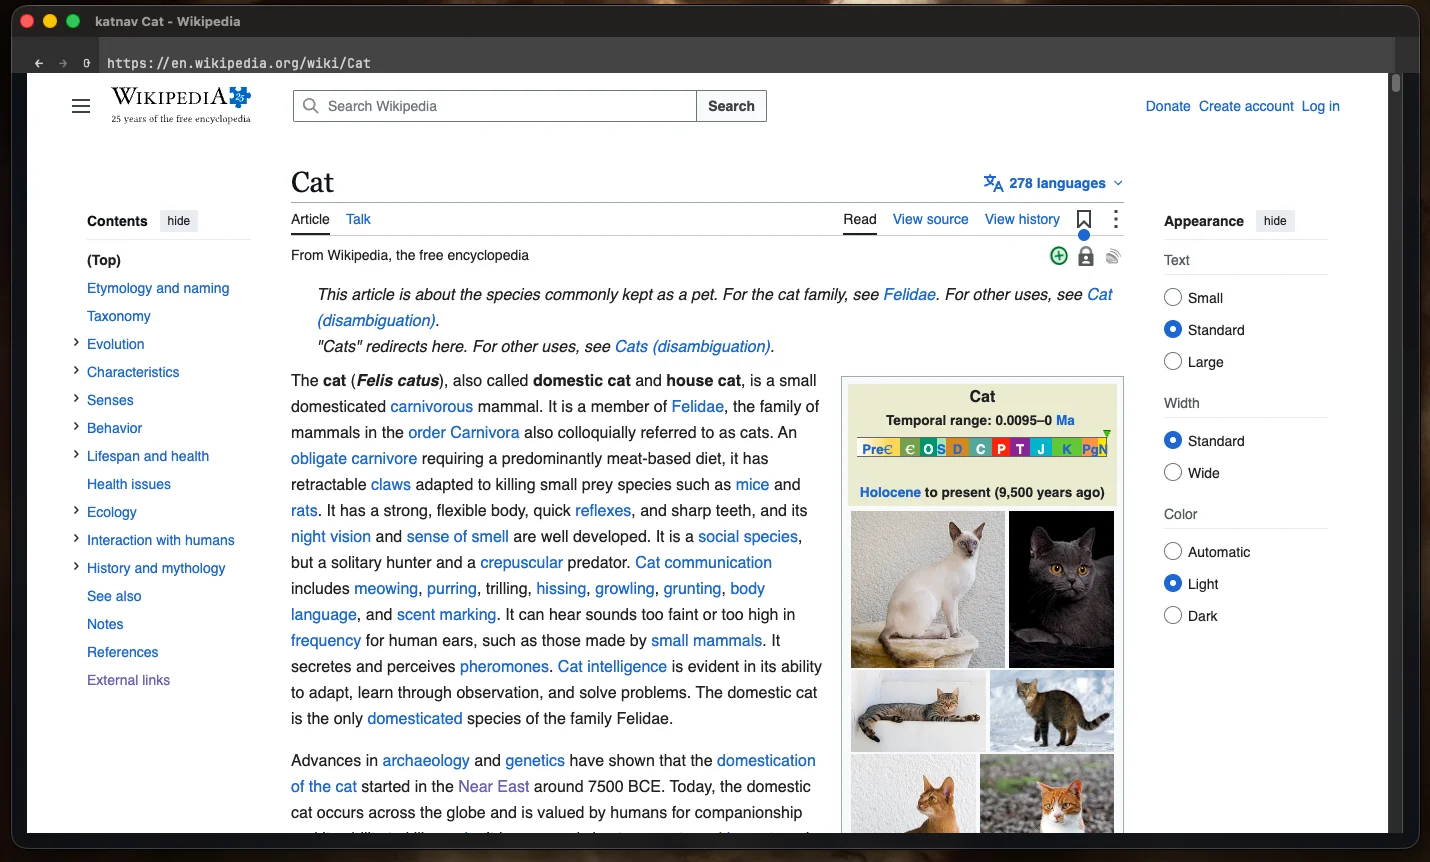 katnav Cat - Wikipedia
https://en.wikipedia.org/wiki/Cat
WIKIPEDIA 25
25 years of the free encyclopedia
Search Wikipedia
Search
Donate Create account Log in
Cat
278 languages
Article Talk
Read View source View history
From Wikipedia, the free encyclopedia
Contents hide
(Top)
Etymology and naming
Taxonomy
Evolution
Characteristics
Senses
Behavior
Lifespan and health
Health issues
Ecology
Interaction with humans
History and mythology
See also
Notes
References
External links
This article is about the species commonly kept as a pet. For the cat family, see Felidae. For other uses, see Cat
(disambiguation).
"Cats" redirects here. For other uses, see Cats (disambiguation).
The cat (Felis catus), also called domestic cat and house cat, is a small
domesticated carnivorous mammal. It is a member of Felidae, the family of
mammals in the order Carnivora also colloquially referred to as cats. An
obligate carnivore requiring a predominantly meat-based diet, it has
retractable claws adapted to killing small prey species such as mice and
rats. It has a strong, flexible body, quick reflexes, and sharp teeth, and its
night vision and sense of smell are well developed. It is a social species,
but a solitary hunter and a crepuscular predator. Cat communication
includes meowing, purring, trilling, hissing, growling, grunting, body
language, and scent marking. It can hear sounds too faint or too high in
frequency for human ears, such as those made by small mammals. It
secretes and perceives pheromones. Cat intelligence is evident in its ability
to adapt, learn through observation, and solve problems. The domestic cat
is the only domesticated species of the family Felidae.
Advances in archaeology and genetics have shown that the domestication
of the cat started in the Near East around 7500 BCE. Today, the domestic
cat occurs across the globe and is valued by humans for companionship
Cat
Temporal range: 0.0095–0 Ma
PreЄ Є O S D C P T J K Pg N
Holocene to present (9,500 years ago)
Appearance hide
Text
Small
Standard
Large
Width
Standard
Wide
Color
Automatic
Light
Dark